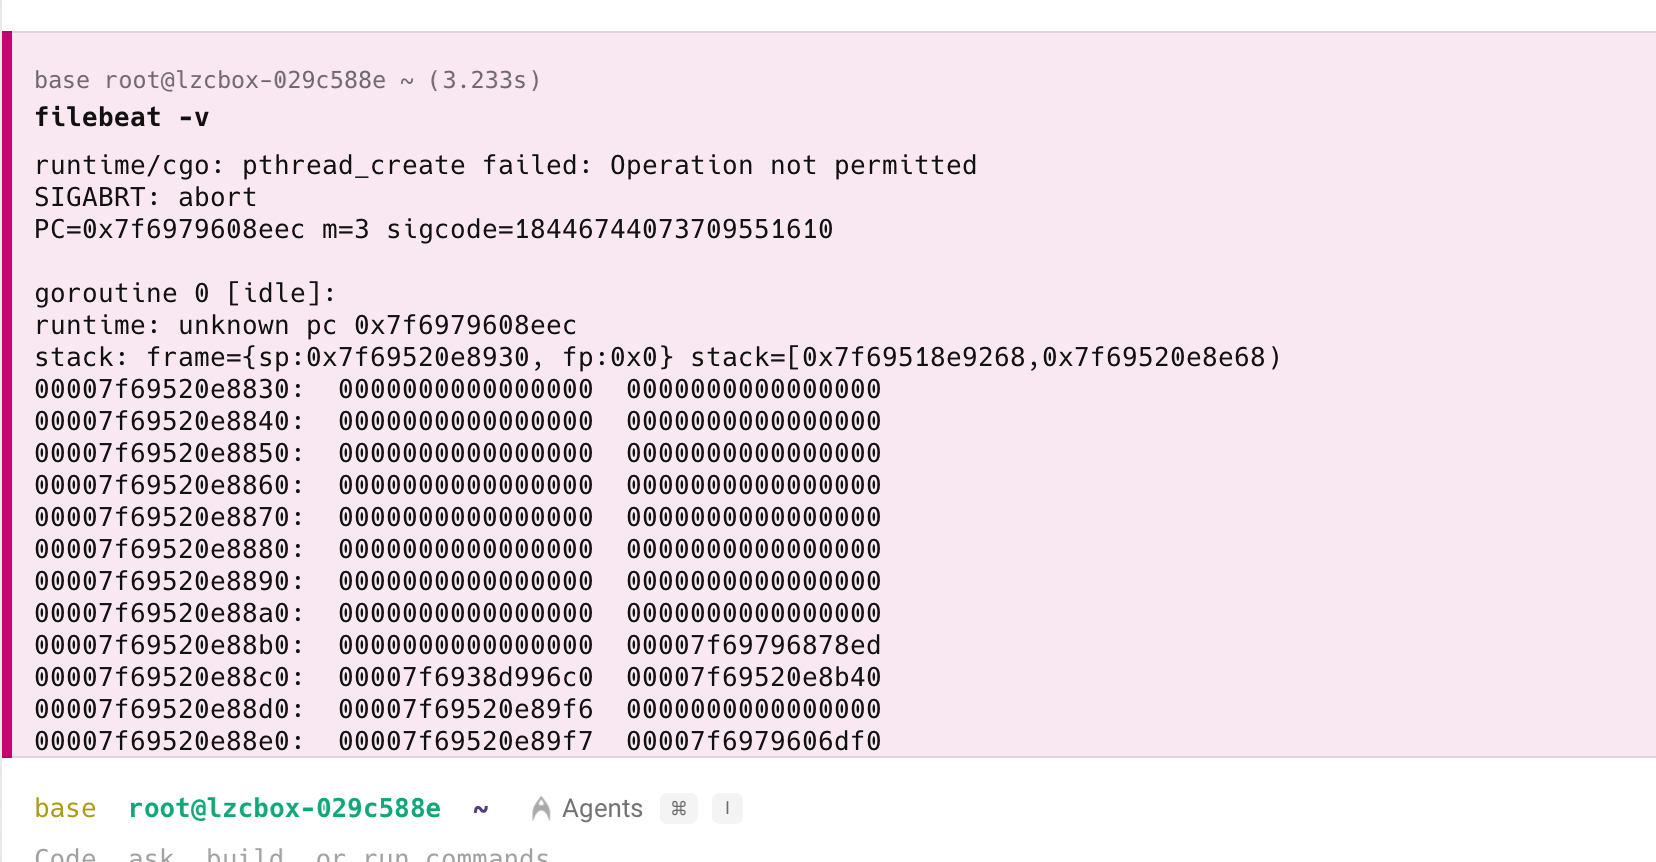 base root@lzcbox-029c588e ~ (3.233s)
filebeat -v
runtime/cgo: pthread_create failed: Operation not permitted
SIGABRT: abort
PC=0x7f6979608eec m=3 sigcode=18446744073709551610
goroutine 0 [idle]:
runtime: unknown pc 0x7f6979608eec
stack: frame={sp:0x7f69520e8930, fp:0x0} stack=[0x7f69518e9268,0x7f69520e8e68)
00007f69520e8830:  0000000000000000  0000000000000000
00007f69520e8840:  0000000000000000  0000000000000000
00007f69520e8850:  0000000000000000  0000000000000000
00007f69520e8860:  0000000000000000  0000000000000000
00007f69520e8870:  0000000000000000  0000000000000000
00007f69520e8880:  0000000000000000  0000000000000000
00007f69520e8890:  0000000000000000  0000000000000000
00007f69520e88a0:  0000000000000000  0000000000000000
00007f69520e88b0:  0000000000000000  00007f69796878ed
00007f69520e88c0:  00007f6938d996c0  00007f69520e8b40
00007f69520e88d0:  00007f69520e89f6  0000000000000000
00007f69520e88e0:  00007f69520e89f7  00007f6979606df0
base root@lzcbox-029c588e ~ Agents ⌘ I
Code, ask, build, or run commands